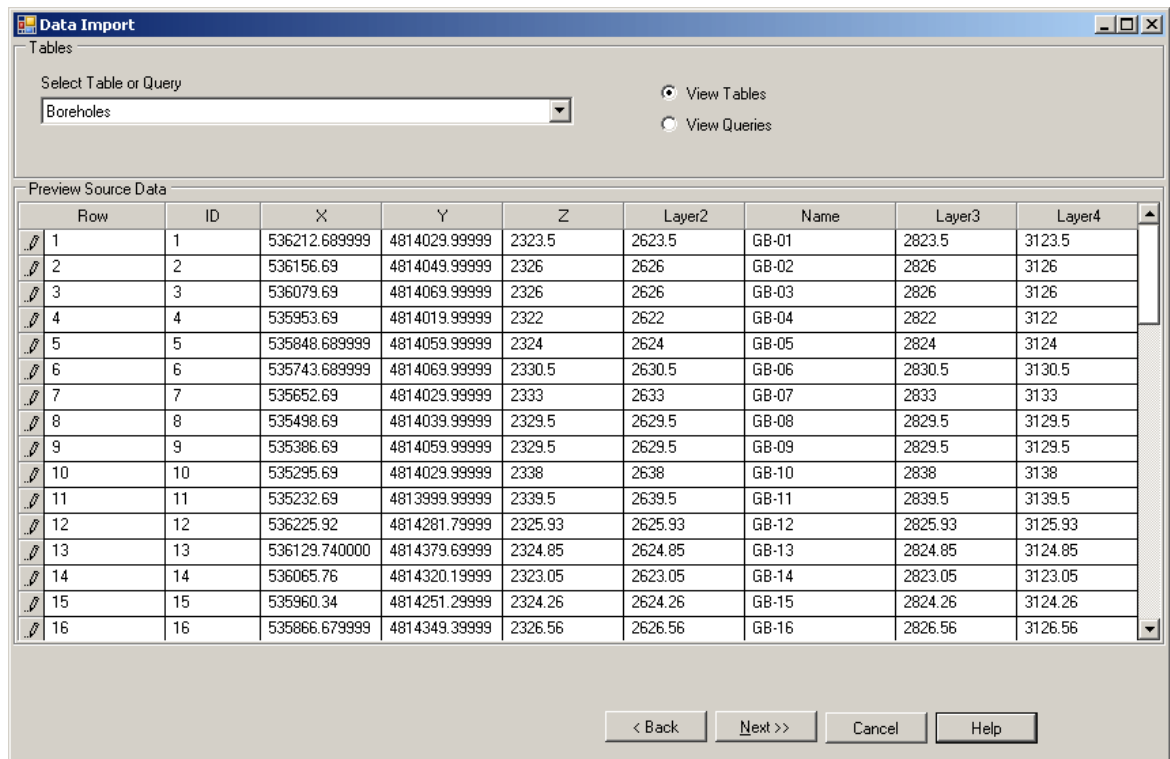 Data Import
Tables
Select Table or Query
Boreholes
View Tables
View Queries
Preview Source Data
Row ID X Y Z Layer2 Name Layer3 Layer4
1 1 536212.689999 4814029.99999 2323.5 2623.5 GB-01 2823.5 3123.5
2 2 536156.69 4814049.99999 2326 2626 GB-02 2826 3126
3 3 536079.69 4814069.99999 2326 2626 GB-03 2826 3126
4 4 535953.69 4814019.99999 2322 2622 GB-04 2822 3122
5 5 535848.689999 4814059.99999 2324 2624 GB-05 2824 3124
6 6 535743.689999 4814069.99999 2330.5 2630.5 GB-06 2830.5 3130.5
7 7 535652.69 4814029.99999 2333 2633 GB-07 2833 3133
8 8 535498.69 4814039.99999 2329.5 2629.5 GB-08 2829.5 3129.5
9 9 535386.69 4814059.99999 2329.5 2629.5 GB-09 2829.5 3129.5
10 10 535295.69 4814029.99999 2338 2638 GB-10 2838 3138
11 11 535232.69 4813999.99999 2339.5 2639.5 GB-11 2839.5 3139.5
12 12 536225.92 4814281.79999 2325.93 2625.93 GB-12 2825.93 3125.93
13 13 536129.740000 4814379.69999 2324.85 2624.85 GB-13 2824.85 3124.85
14 14 536065.76 4814320.19999 2323.05 2623.05 GB-14 2823.05 3123.05
15 15 535960.34 4814251.29999 2324.26 2624.26 GB-15 2824.26 3124.26
16 16 535866.679999 4814349.39999 2326.56 2626.56 GB-16 2826.56 3126.56
< Back Next >> Cancel Help